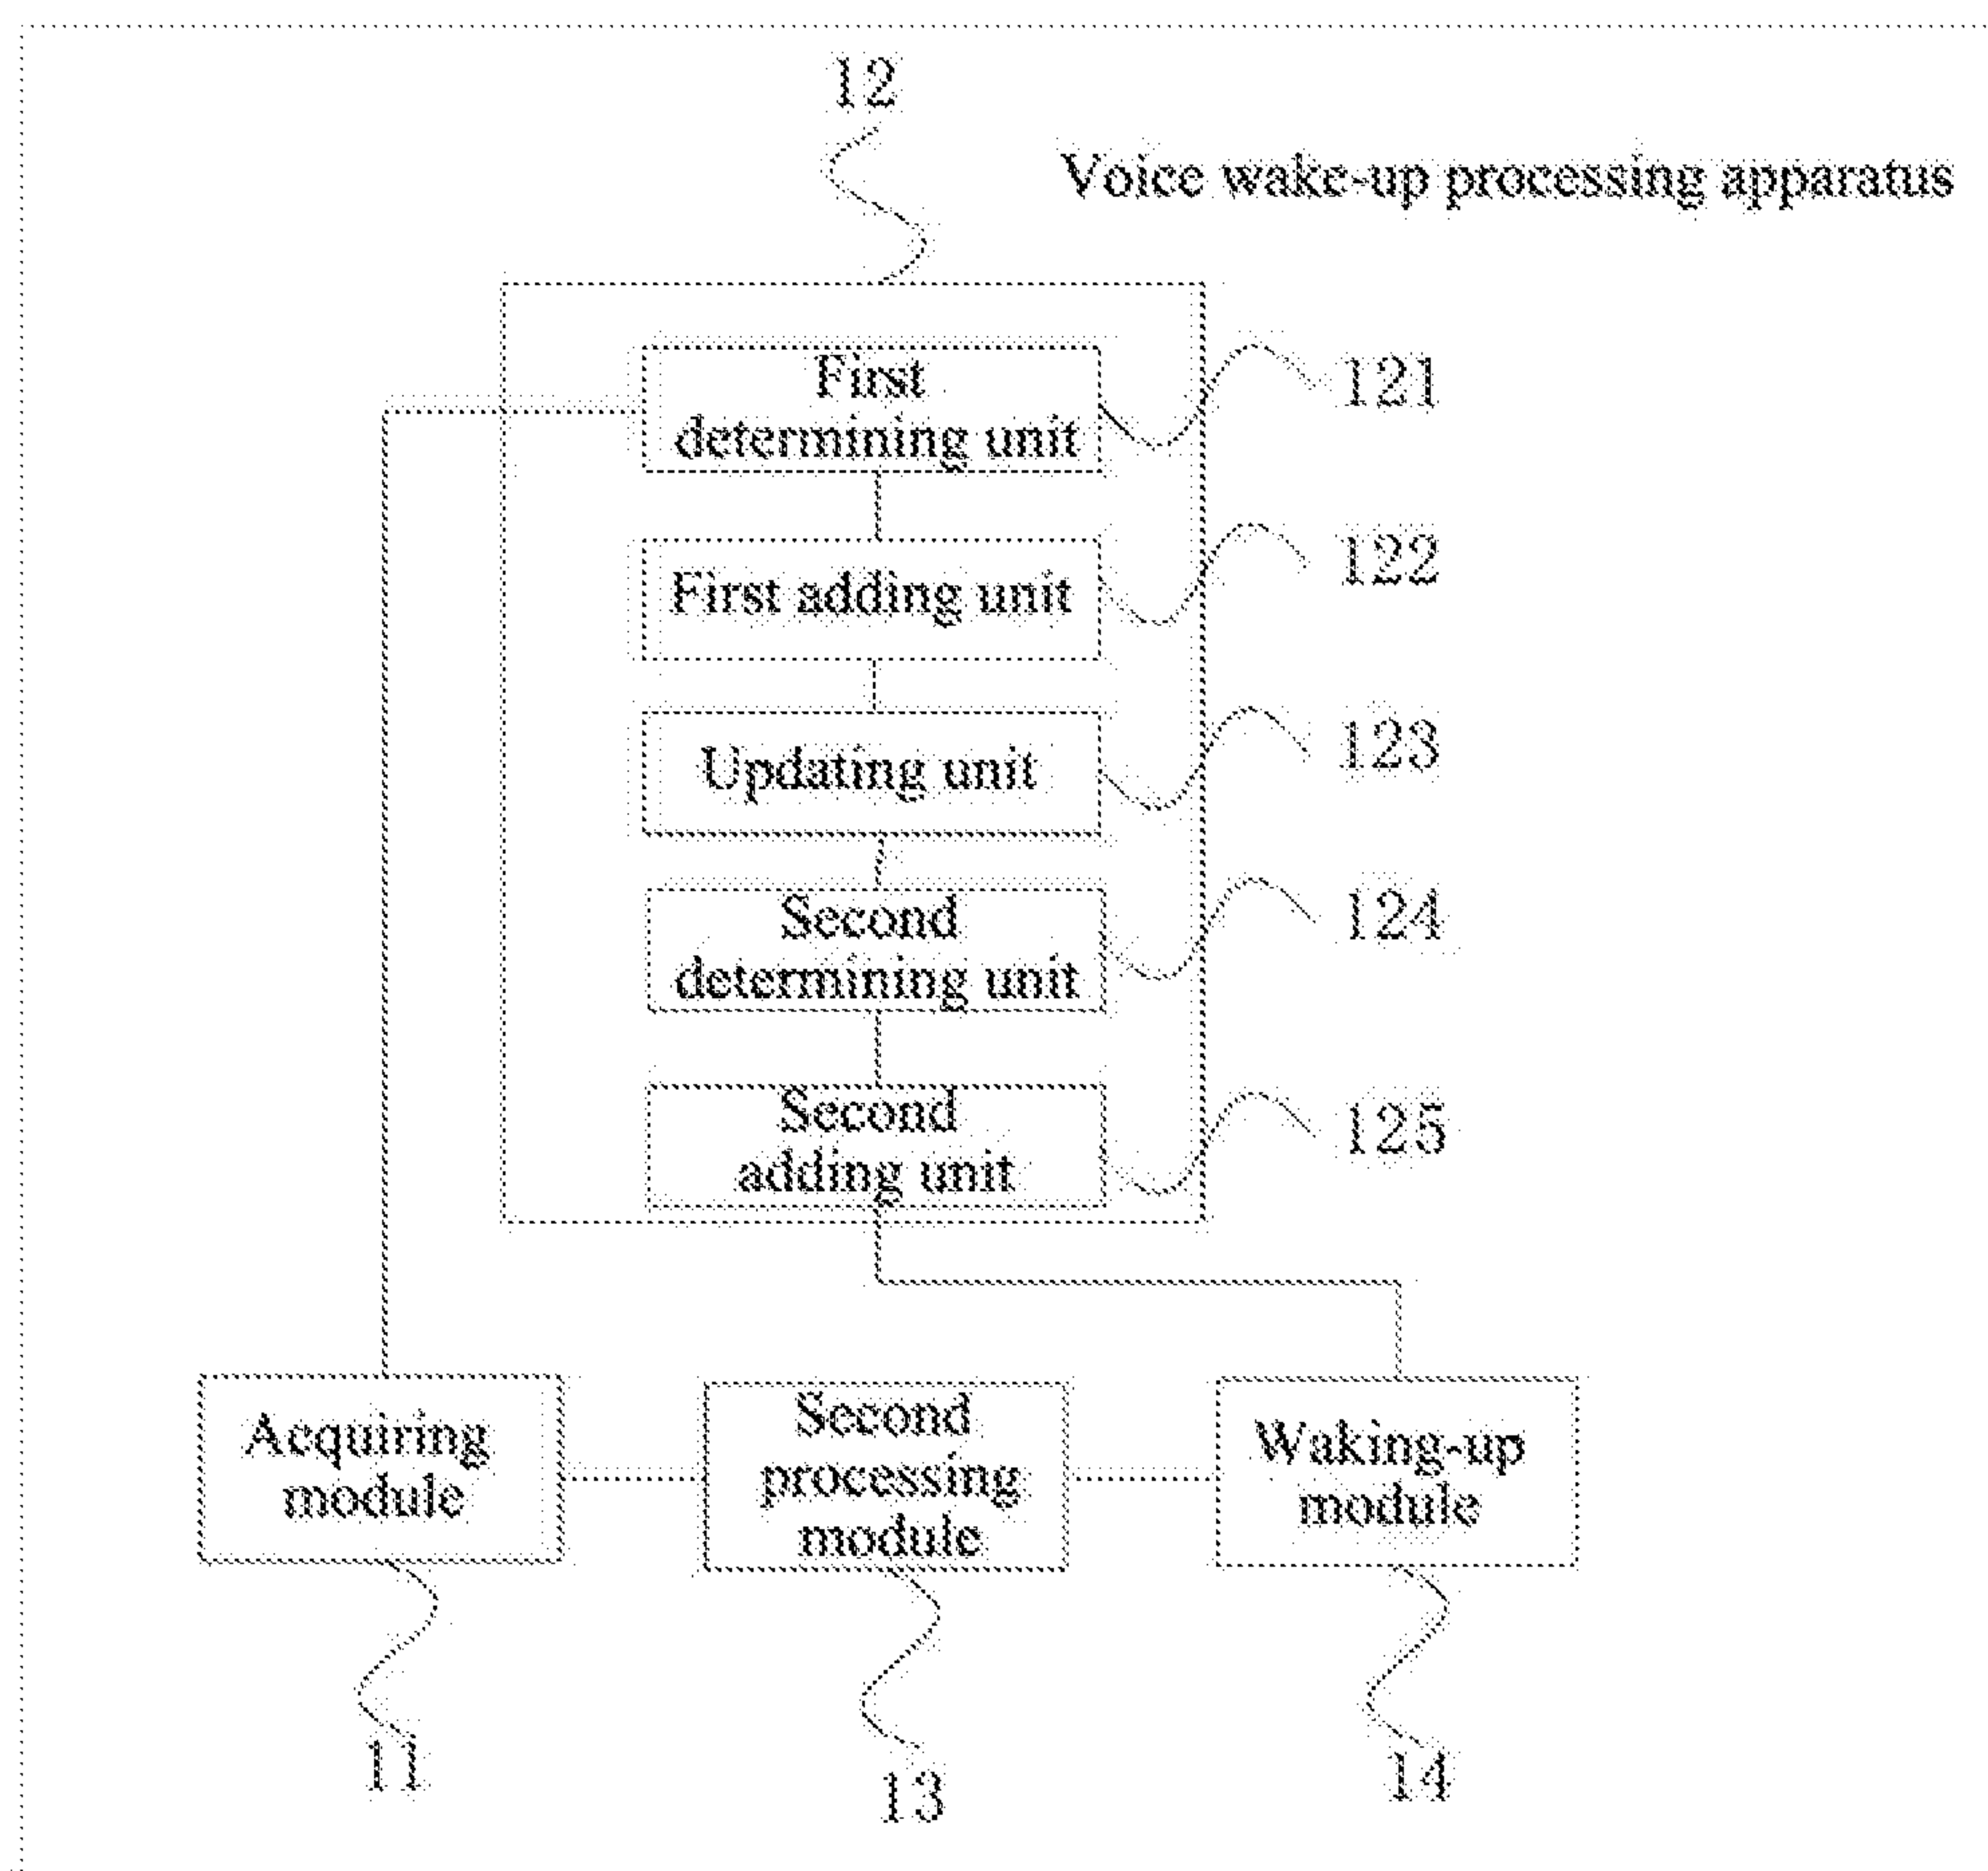 12
Voice wake-up processing apparatus
First
determining unit
121
First adding unit
122
Updating unit
123
Second
determining unit
124
Second
adding unit
125
Acquiring
module
Second
processing
module
Waking-up
module
11
13
14